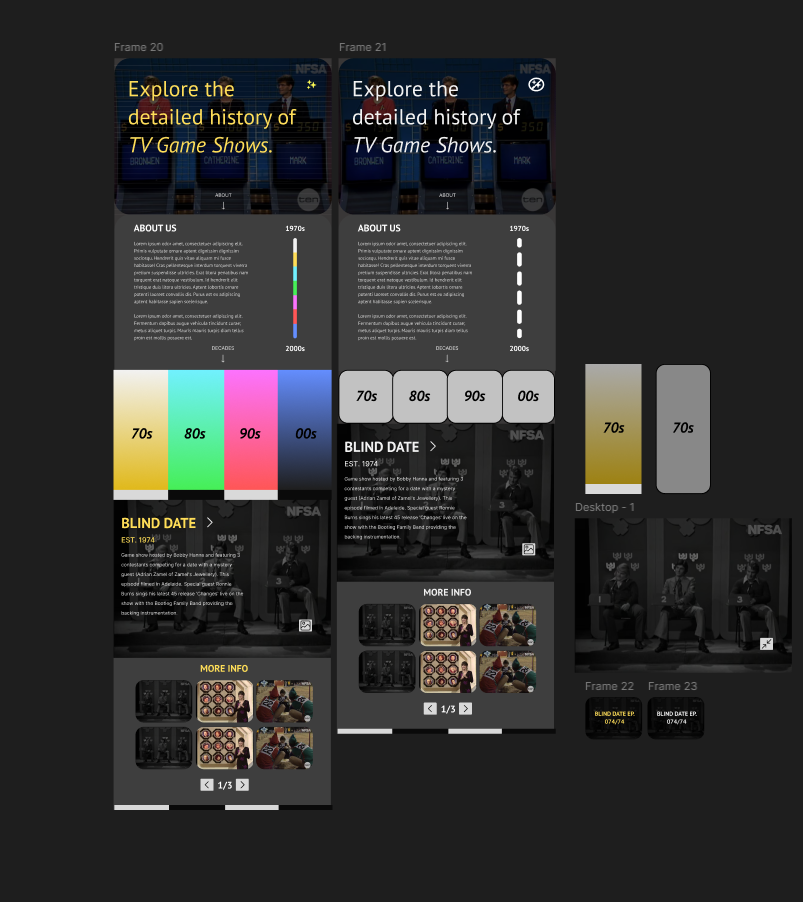 Frame 20
NFSA
Explore the
detailed history of
TV Game Shows.
350
BRONWEN
CATHERINE
MARK
ten
ABOUT
↓
ABOUT US
1970s
Lorem ipsum odor amet, consectetuer adipiscing elit.
Primis vulputate ornare aptent dignissim dignissim
sociosqu. Hendrerit quis vitae aliquam mi fusce
habitasse! Cras pellentesque interdum torquent viverra
pretium suspendisse ultricies. Erat litora penatibus nam
torquent erat natoque vestibulum. Id hendrerit elit
tristique duis litora ultricies. Aptent lobortis ornare
potenti laoreet convallis dis. Purus est ex adipiscing
aptent habitant sapien scelerisque.
Lorem ipsum odor amet, consectetuer adipiscing elit.
Fermentum dapibus augue vehicula tincidunt curae;
metus aliquet turpis. Mauris mauris diam letius
proin est mollis posuere est.
DECADES
2000s
↓
70s
80s
90s
00s
BLIND DATE >
EST. 1974
Game show hosted by Bobby Hanna and featuring 3
contestants competing for a date with a mystery
guest (Adrian Zamel of Zamel's Jewellery). This
episode filmed in Adelaide. Special guest Ronnie
Burns sings his latest 45 release 'Changes' live on the
show with the Bootleg Family Band providing the
backing instrumentation.
MORE INFO
< 1/3 >
Frame 21
NFSA
Explore the
detailed history of
TV Game Shows.
350
BRONWEN
CATHERINE
MARK
ten
ABOUT
↓
ABOUT US
1970s
Lorem ipsum odor amet, consectetuer adipiscing elit.
Primis vulputate ornare aptent dignissim dignissim
sociosqu. Hendrerit quis vitae aliquam mi fusce
habitasse! Cras pellentesque interdum torquent viverra
pretium suspendisse ultricies. Erat litora penatibus nam
torquent erat natoque vestibulum. Id hendrerit elit
tristique duis litora ultricies. Aptent lobortis ornare
potenti laoreet convallis dis. Purus est ex adipiscing
aptent habitant sapien scelerisque.
Lorem ipsum odor amet, consectetuer adipiscing elit.
Fermentum dapibus augue vehicula tincidunt curae;
metus aliquet turpis. Mauris mauris diam letius
proin est mollis posuere est.
DECADES
2000s
↓
70s
80s
90s
00s
NFSA
BLIND DATE >
EST. 1974
Game show hosted by Bobby Hanna and featuring 3
contestants competing for a date with a mystery
guest (Adrian Zamel of Zamel's Jewellery). This
episode filmed in Adelaide. Special guest Ronnie
Burns sings his latest 45 release 'Changes' live on the
show with the Bootleg Family Band providing the
backing instrumentation.
MORE INFO
< 1/3 >
70s
70s
Desktop - 1
NFSA
3
Frame 22
BLIND DATE EP.
074/74
Frame 23
BLIND DATE EP.
074/74